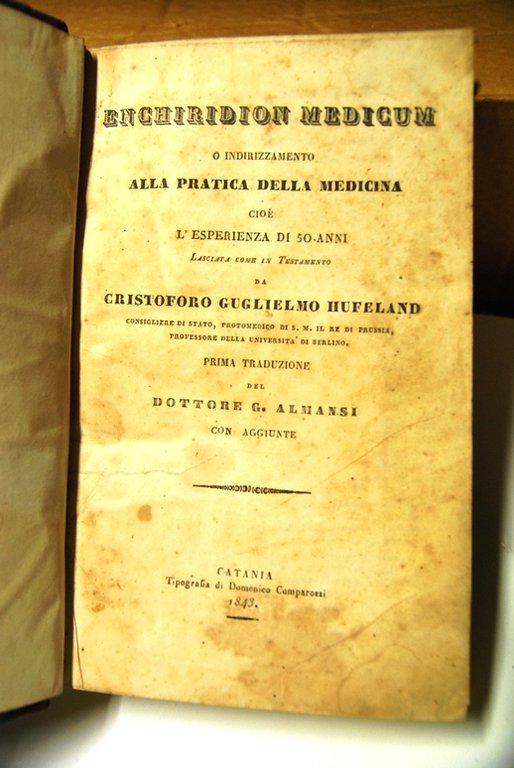 ENCHIRIDION MEDICUM
O INDIRIZZAMENTO
ALLA PRATICA DELLA MEDICINA
CIOÈ
L'ESPERIENZA DI 50-ANNI
LASCIATA COME IN TESTAMENTO
DA
CRISTOFORO GUGLIELMO HUFELAND
CONSIGLIERE DI STATO, PROTOMEDICO DI S. M. IL RE DI PRUSSIA,
PROFESSORE DELLA UNIVERSITA' DI BERLINO.
PRIMA TRADUZIONE
DEL
DOTTORE G. ALMANSI
CON AGGIUNTE
CATANIA
Tipografia di Domenico Comparozzi
1843.